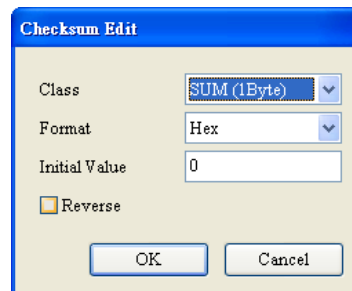 Checksum Edit
Class SUM (1Byte)
Format Hex
Initial Value 0
Reverse
OK Cancel